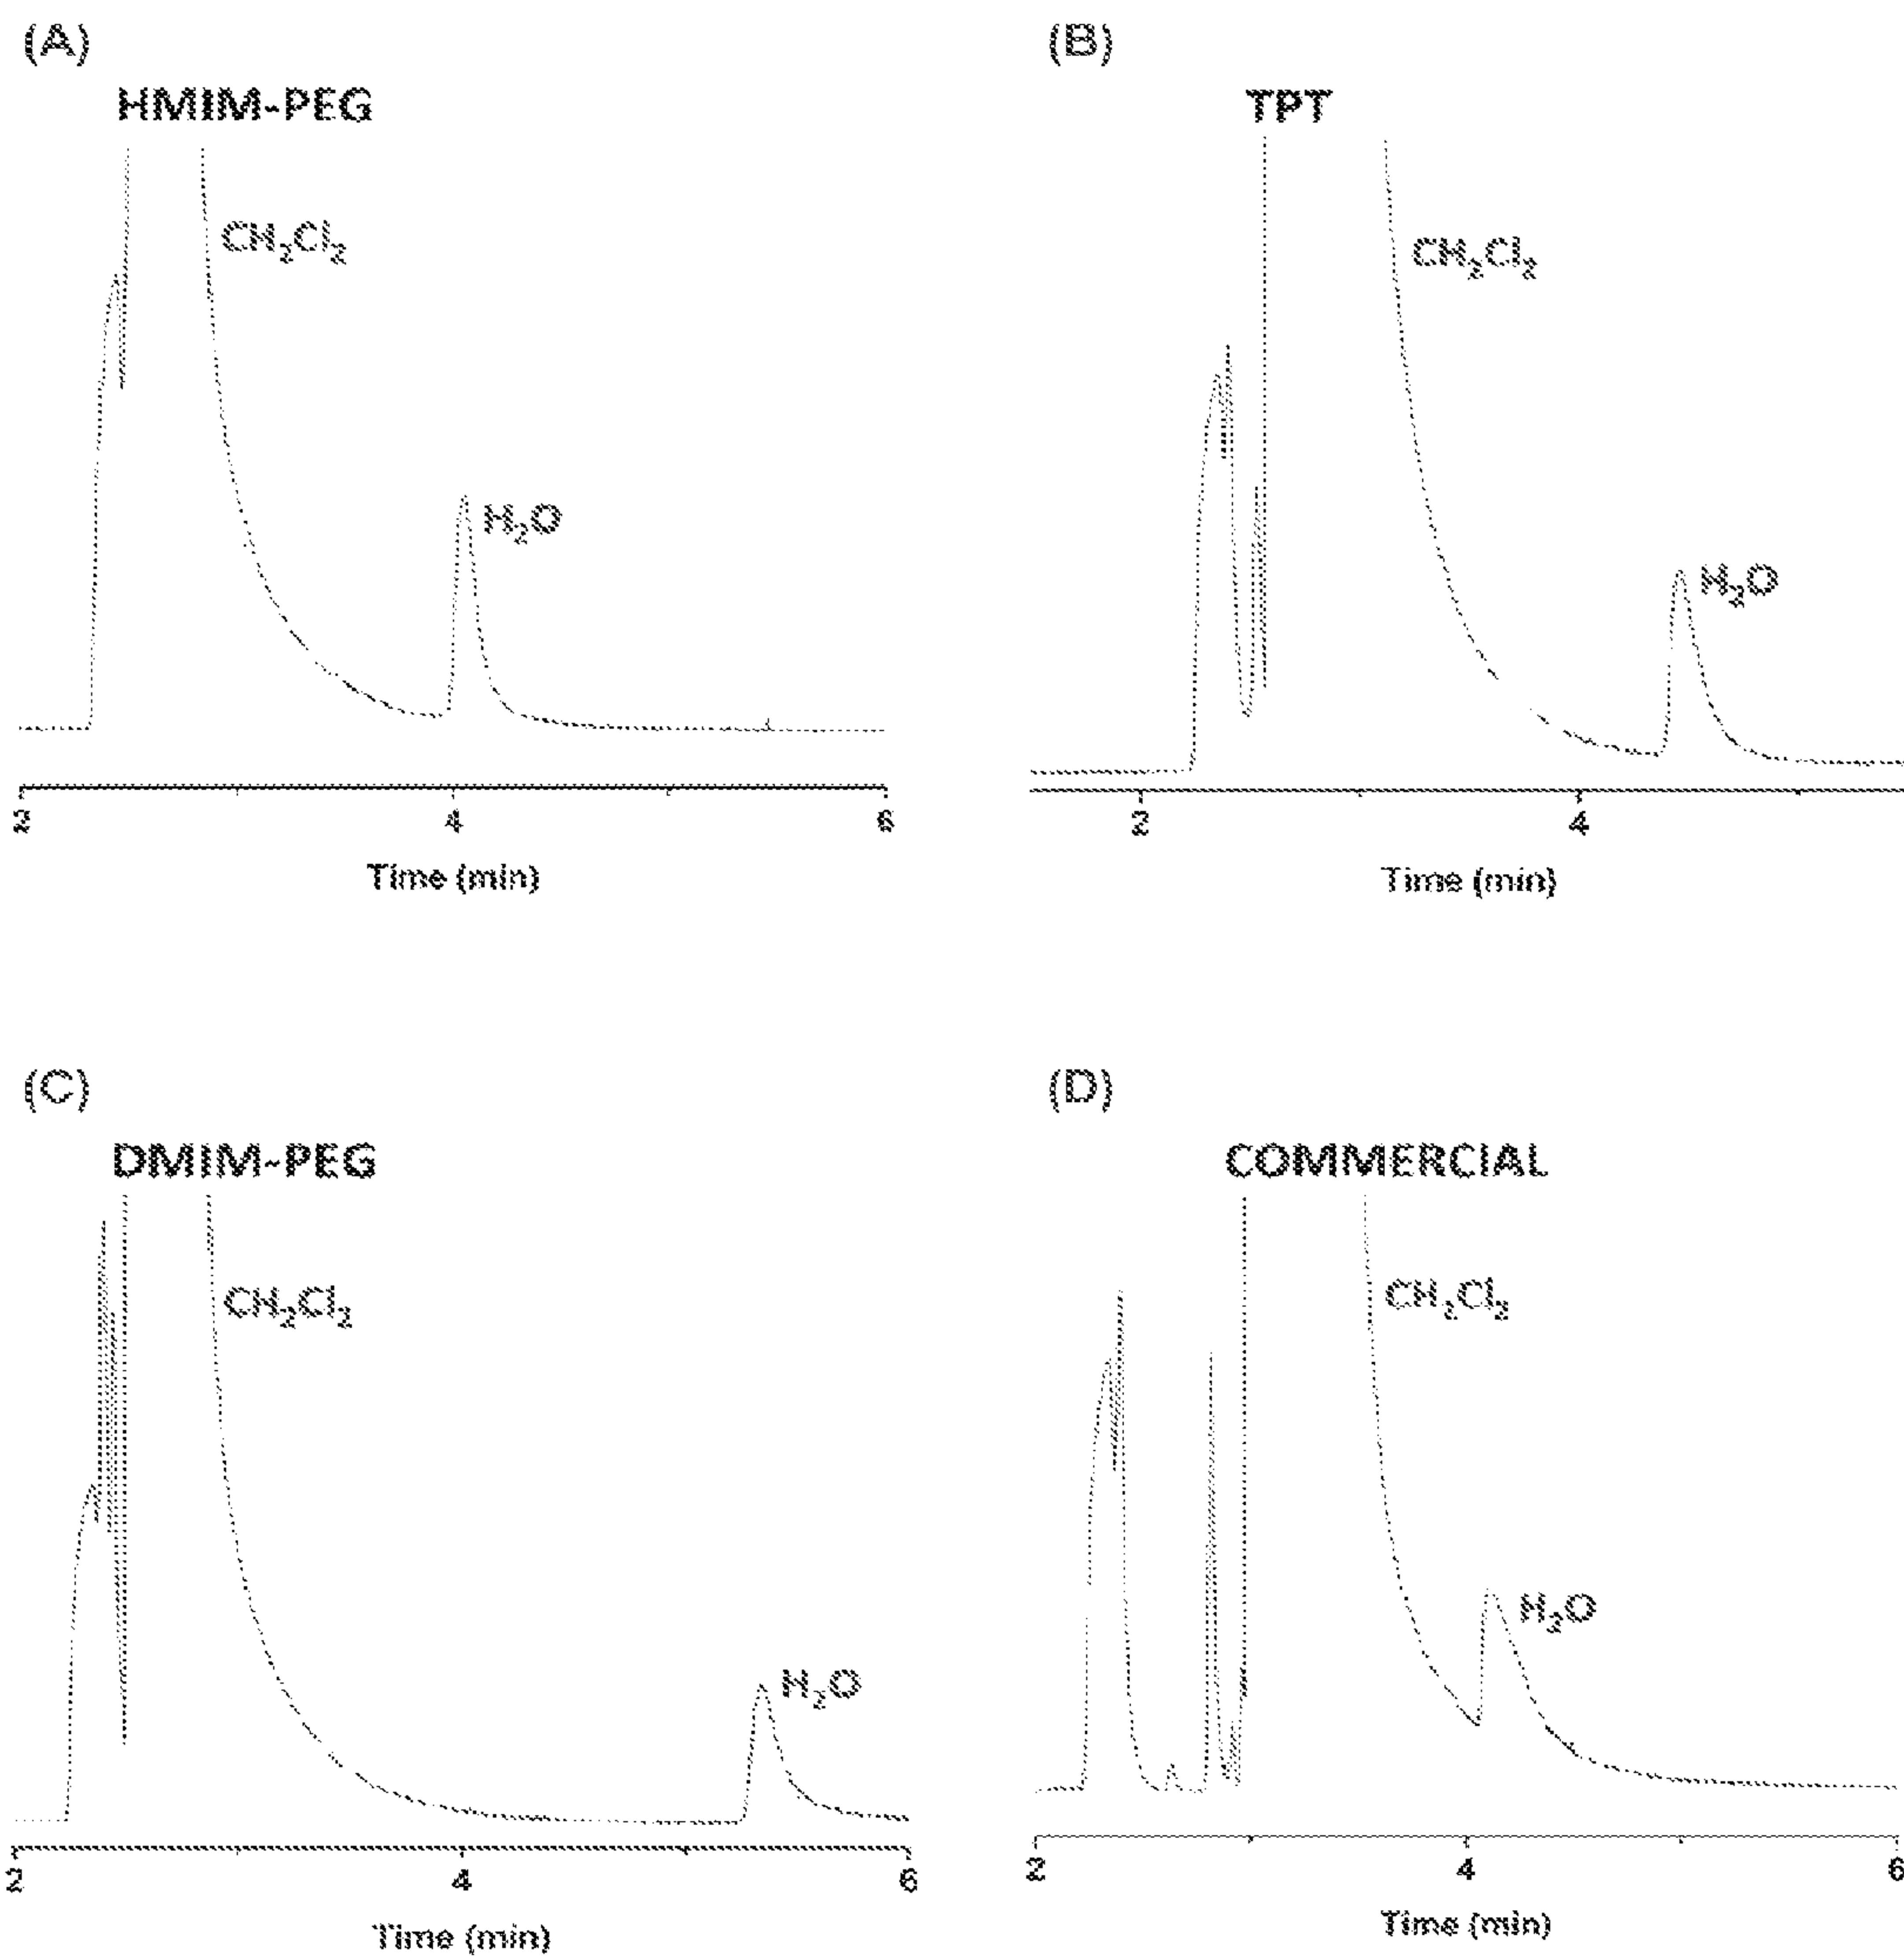 (A)
HMIM-PEG
CH₂Cl₂
H₂O
2 4 6
Time (min)
(B)
TPT
CH₂Cl₂
H₂O
2 4
Time (min)
(C)
DMIM-PEG
CH₂Cl₂
H₂O
2 4 6
Time (min)
(D)
COMMERCIAL
CH₂Cl₂
H₂O
2 4 6
Time (min)